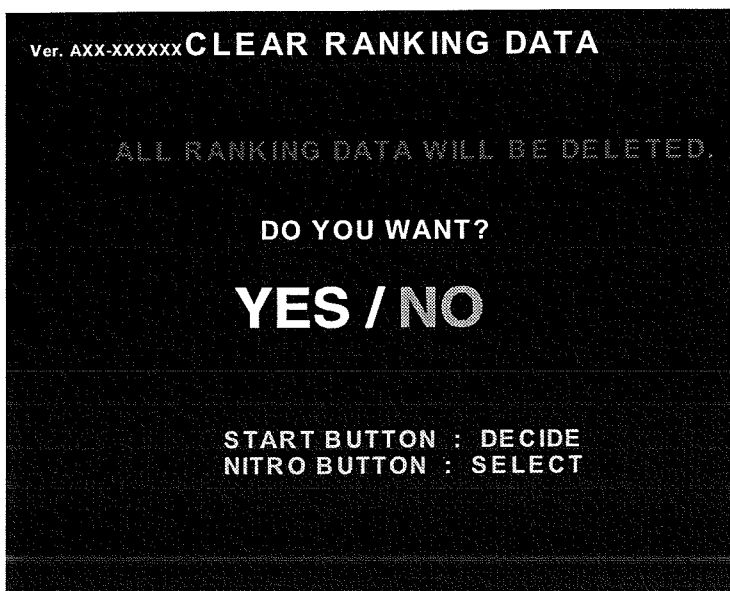 Ver. AXX-XXXXXX CLEAR RANKING DATA
ALL RANKING DATA WILL BE DELETED.
DO YOU WANT?
YES / NO
START BUTTON : DECIDE
NITRO BUTTON : SELECT